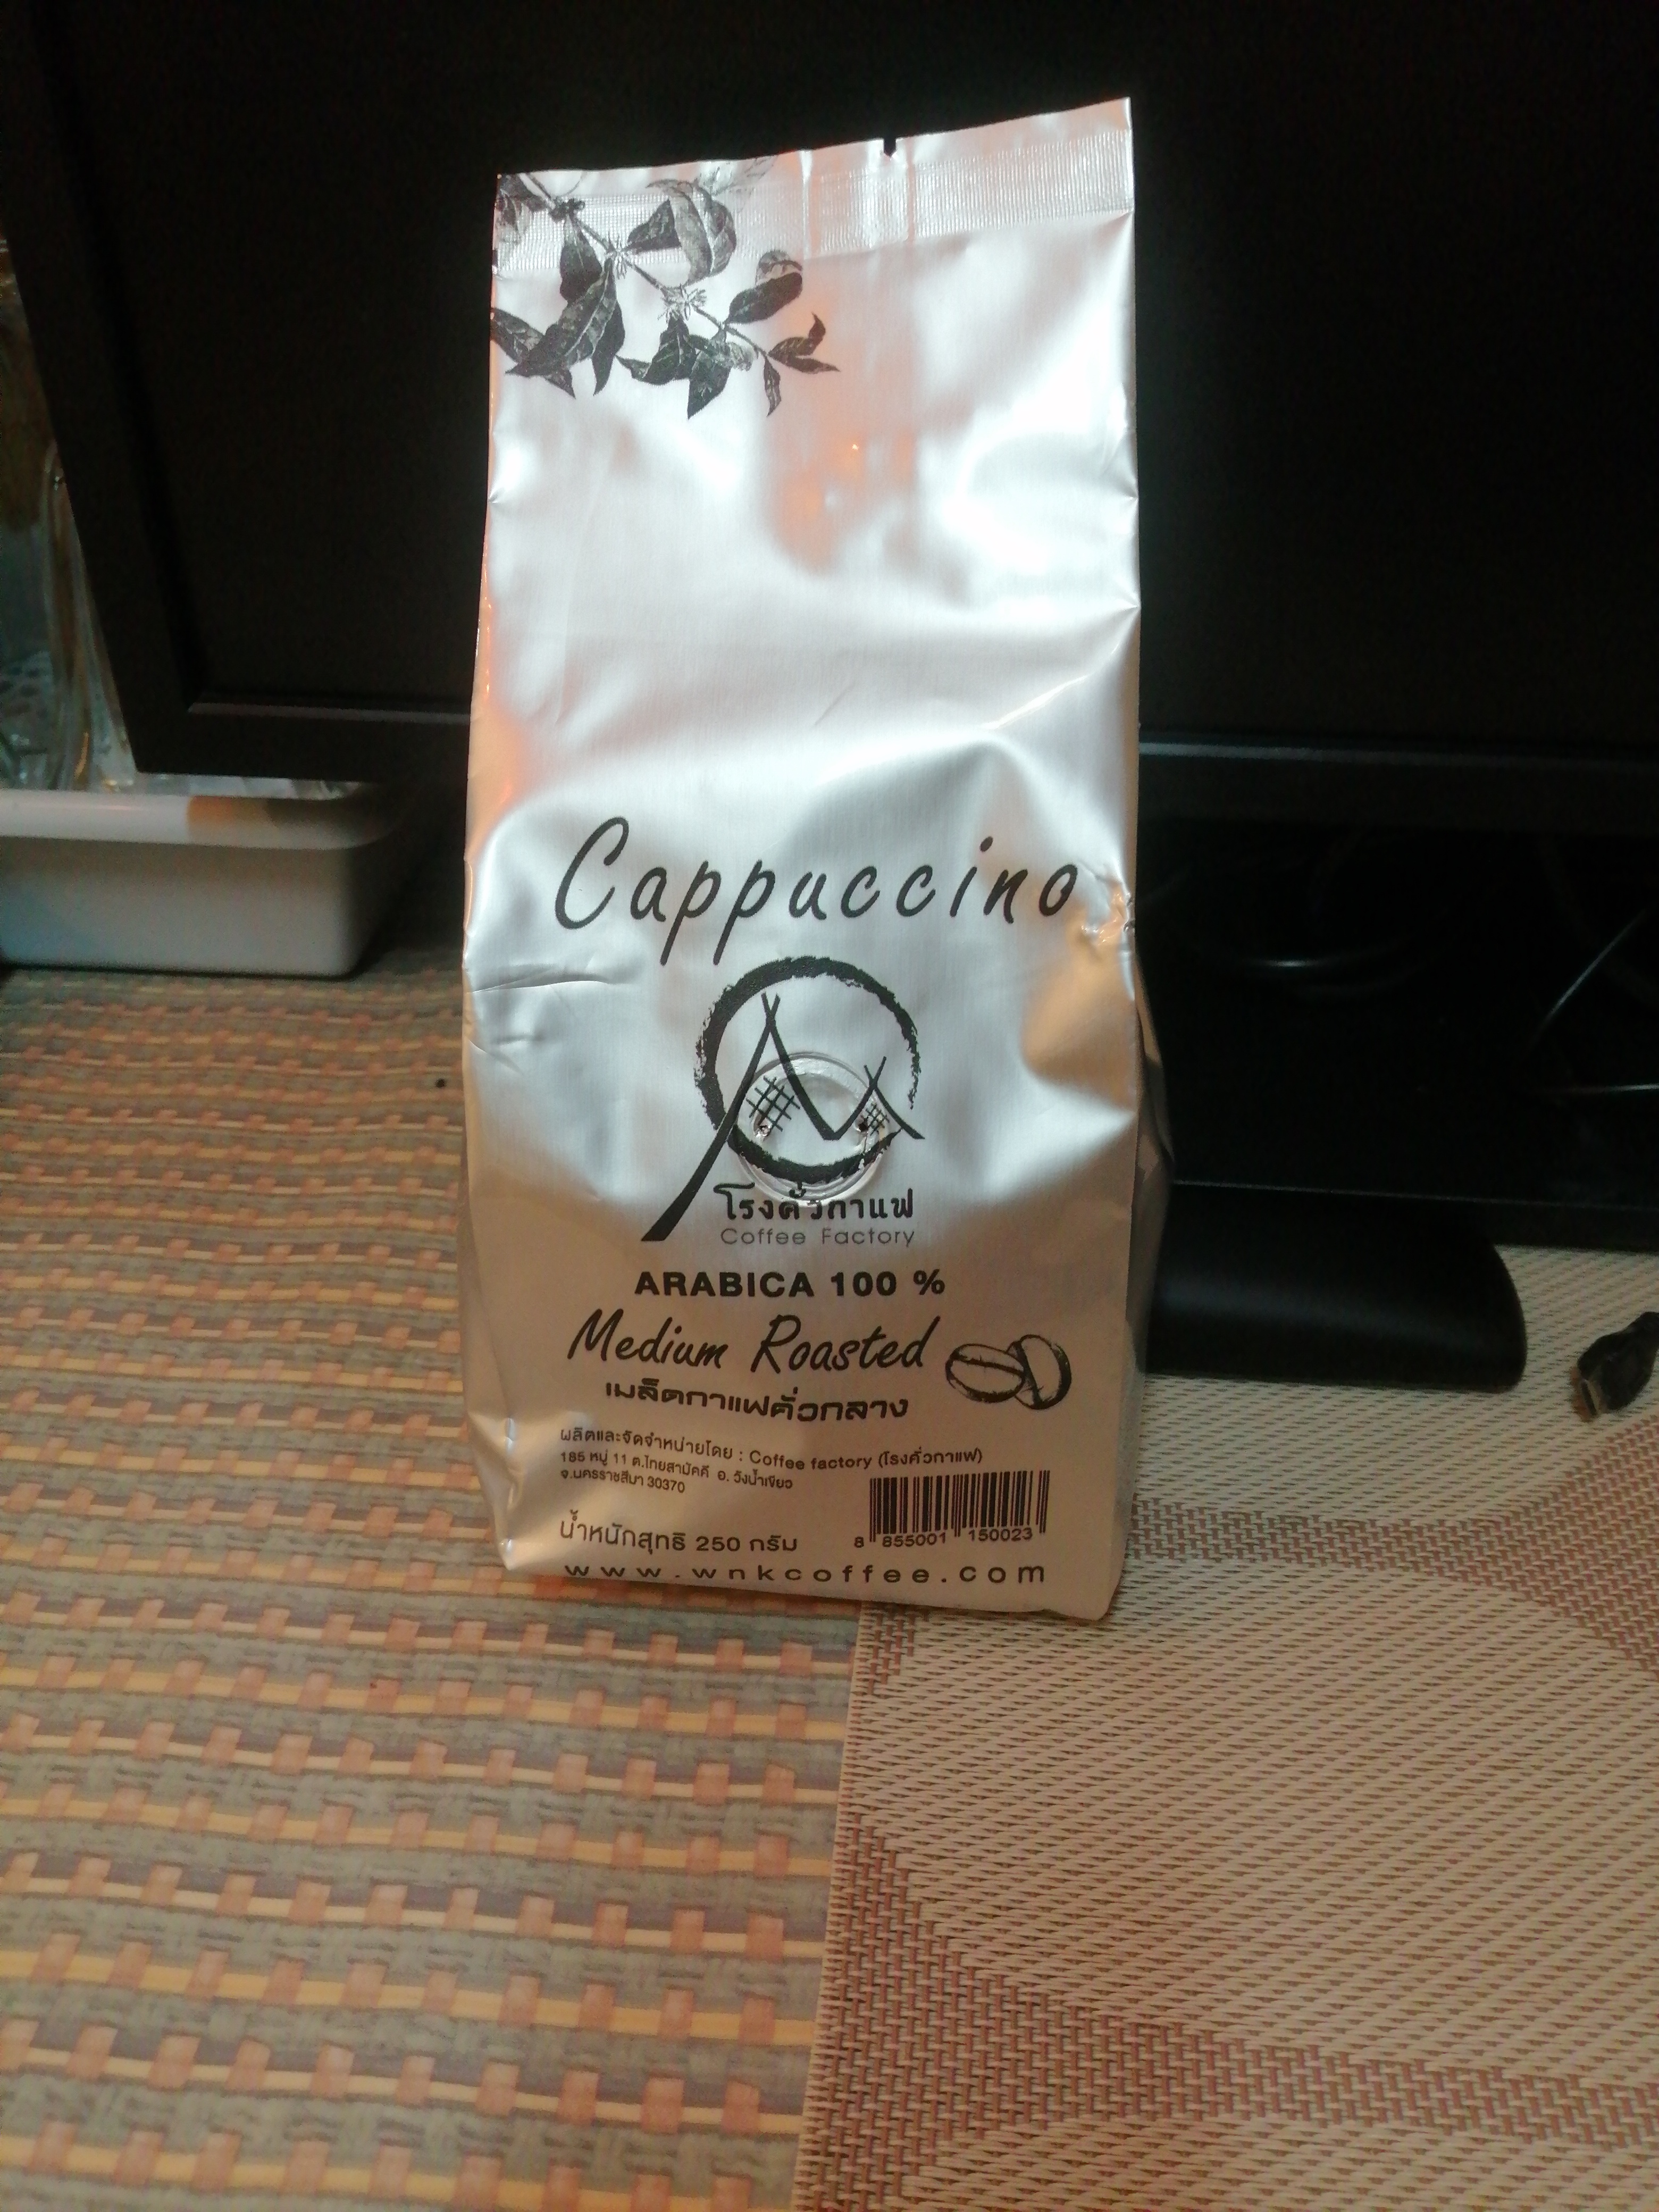 Cappuccino
โรงคั่วกาแฟ
Coffee Factory
ARABICA 100 %
Medium Roasted
เมล็ดกาแฟคั่วกลาง
ผลิตและจัดจำหน่ายโดย : Coffee factory (โรงคั่วกาแฟ)
185 หมู่ 11 ต.ไทยสามัคคี อ. วังน้ำเขียว
จ.นครราชสีมา 30370
น้ำหนักสุทธิ 250 กรัม
8 855001 150023
www.wnkcoffee.com